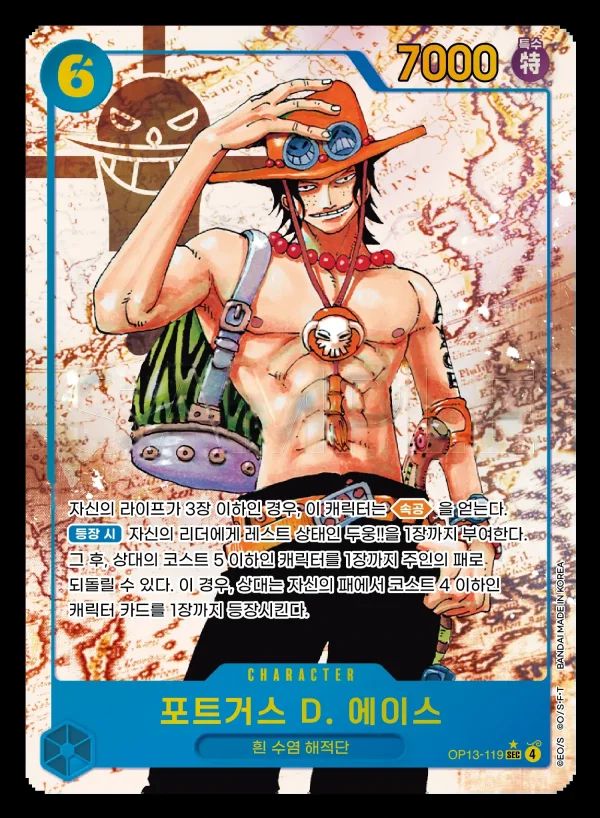 6
7000
특수
特
자신의 라이프가 3장 이하인 경우, 이 캐릭터는 속공 을 얻는다.
등장 시 자신의 리더에게 레스트 상태인 두웅!!을 1장까지 부여한다.
그 후, 상대의 코스트 5 이하인 캐릭터를 1장까지 주인의 패로
되돌릴 수 있다. 이 경우, 상대는 자신의 패에서 코스트 4 이하인
캐릭터 카드를 1장까지 등장시킨다.
CHARACTER
포트거스 D. 에이스
흰 수염 해적단
OP13-119 SEC 4
©EO/S ©O/S·F·T BANDAI MADE IN KOREA
SAMPLE